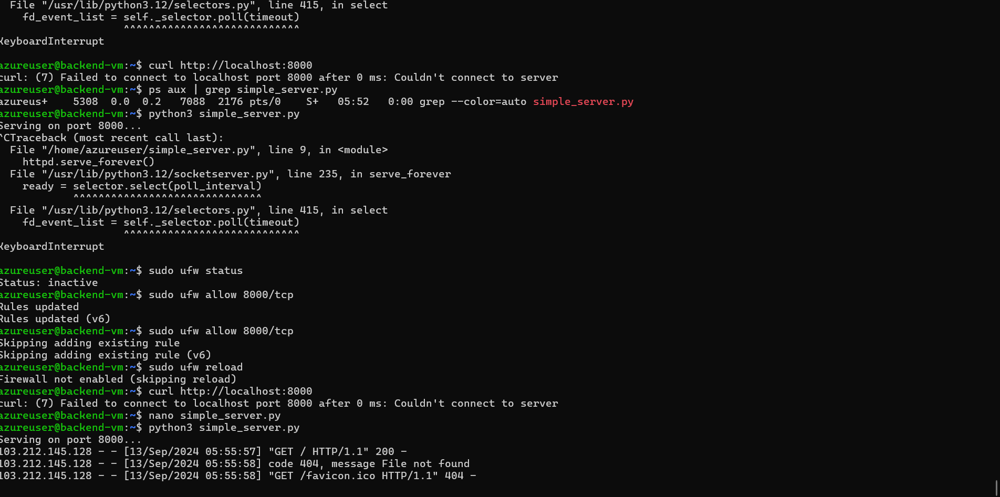 File "/usr/lib/python3.12/selectors.py", line 415, in select
    fd_event_list = self._selector.poll(timeout)
                    ^^^^^^^^^^^^^^^^^^^^^^^^^^^^
KeyboardInterrupt
azureuser@backend-vm:~$ curl http://localhost:8000
curl: (7) Failed to connect to localhost port 8000 after 0 ms: Couldn't connect to server
azureuser@backend-vm:~$ ps aux | grep simple_server.py
azureus+    5308  0.0  0.2   7088  2176 pts/0    S+   05:52   0:00 grep --color=auto simple_server.py
azureuser@backend-vm:~$ python3 simple_server.py
Serving on port 8000...
^CTraceback (most recent call last):
  File "/home/azureuser/simple_server.py", line 9, in <module>
    httpd.serve_forever()
  File "/usr/lib/python3.12/socketserver.py", line 235, in serve_forever
    ready = selector.select(poll_interval)
            ^^^^^^^^^^^^^^^^^^^^^^^^^^^^^^
  File "/usr/lib/python3.12/selectors.py", line 415, in select
    fd_event_list = self._selector.poll(timeout)
                    ^^^^^^^^^^^^^^^^^^^^^^^^^^^^
KeyboardInterrupt
azureuser@backend-vm:~$ sudo ufw status
Status: inactive
azureuser@backend-vm:~$ sudo ufw allow 8000/tcp
Rules updated
Rules updated (v6)
azureuser@backend-vm:~$ sudo ufw allow 8000/tcp
Skipping adding existing rule
Skipping adding existing rule (v6)
azureuser@backend-vm:~$ sudo ufw reload
Firewall not enabled (skipping reload)
azureuser@backend-vm:~$ curl http://localhost:8000
curl: (7) Failed to connect to localhost port 8000 after 0 ms: Couldn't connect to server
azureuser@backend-vm:~$ nano simple_server.py
azureuser@backend-vm:~$ python3 simple_server.py
Serving on port 8000...
103.212.145.128 - - [13/Sep/2024 05:55:57] "GET / HTTP/1.1" 200 -
103.212.145.128 - - [13/Sep/2024 05:55:58] code 404, message File not found
103.212.145.128 - - [13/Sep/2024 05:55:58] "GET /favicon.ico HTTP/1.1" 404 -